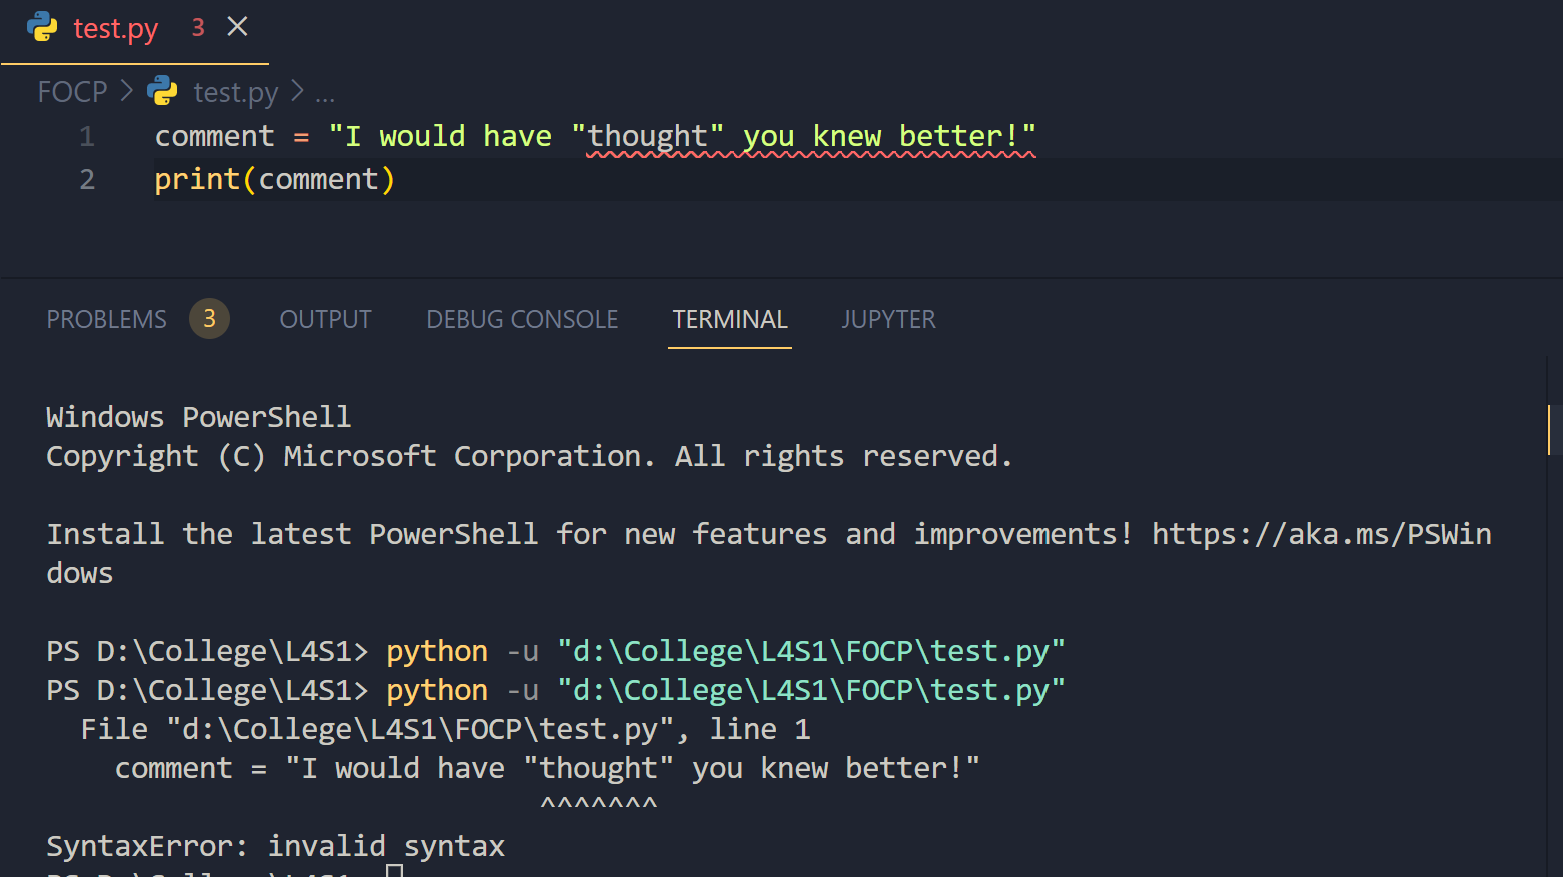 test.py 3
FOCP > test.py > ...
1 comment = "I would have "thought" you knew better!"
2 print(comment)
PROBLEMS 3 OUTPUT DEBUG CONSOLE TERMINAL JUPYTER
Windows PowerShell
Copyright (C) Microsoft Corporation. All rights reserved.
Install the latest PowerShell for new features and improvements! https://aka.ms/PSWin
dows
PS D:\College\L4S1> python -u "d:\College\L4S1\FOCP\test.py"
PS D:\College\L4S1> python -u "d:\College\L4S1\FOCP\test.py"
File "d:\College\L4S1\FOCP\test.py", line 1
comment = "I would have "thought" you knew better!"
^^^^^^^
SyntaxError: invalid syntax